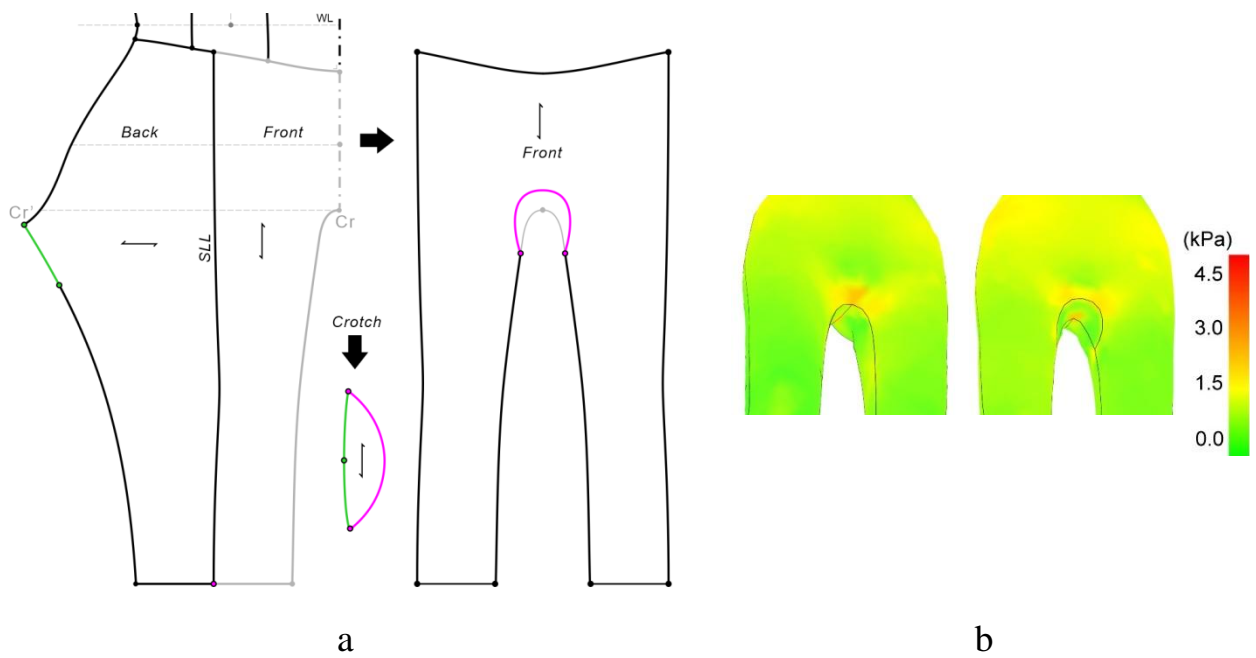 WL
Back
Front
Front
Cr'
Cr
SLL
Crotch
(kPa)
4.5
3.0
1.5
0.0
a
b